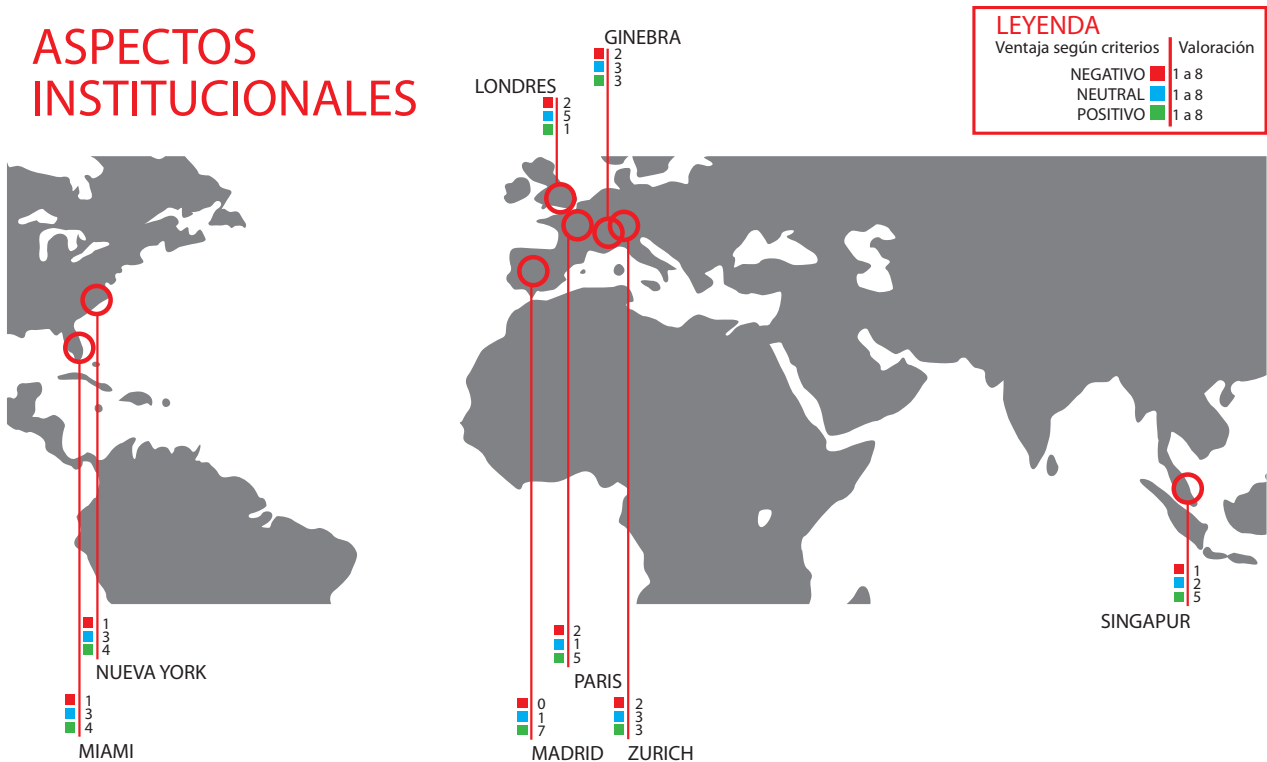 ASPECTOS
INSTITUCIONALES
LEYENDA
Ventaja según criterios Valoración
NEGATIVO 1 a 8
NEUTRAL 1 a 8
POSITIVO 1 a 8
GINEBRA
2
3
3
LONDRES
2
5
1
1
2
5
SINGAPUR
1
3
4
NUEVA YORK
1
3
4
MIAMI
2
1
5
PARIS
0
1
7
MADRID
2
3
3
ZURICH